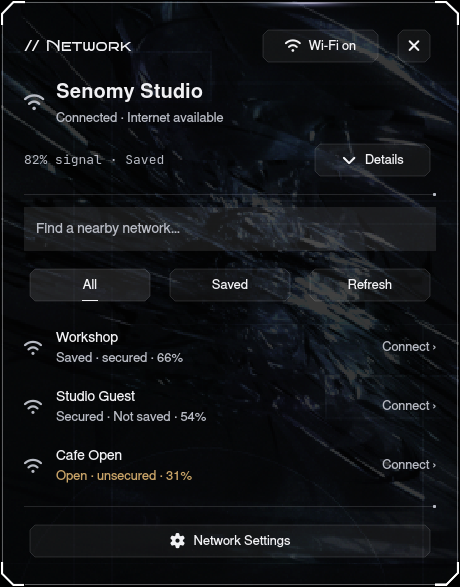 // Network
Wi-Fi on
Senomy Studio
Connected · Internet available
82% signal · Saved
Details
Find a nearby network...
All
Saved
Refresh
Workshop
Saved · secured · 66%
Connect ›
Studio Guest
Secured · Not saved · 54%
Connect ›
Cafe Open
Open · unsecured · 31%
Connect ›
Network Settings